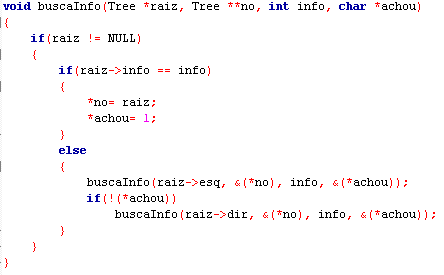 void buscaInfo(Tree *raiz, Tree **no, int info, char *achou)
{
    if(raiz != NULL)
    {
        if(raiz->info == info)
        {
            *no= raiz;
            *achou= 1;
        }
        else
        {
            buscaInfo(raiz->esq, &(*no), info, &(*achou));
            if(!(*achou))
                buscaInfo(raiz->dir, &(*no), info, &(*achou));
        }
    }
}